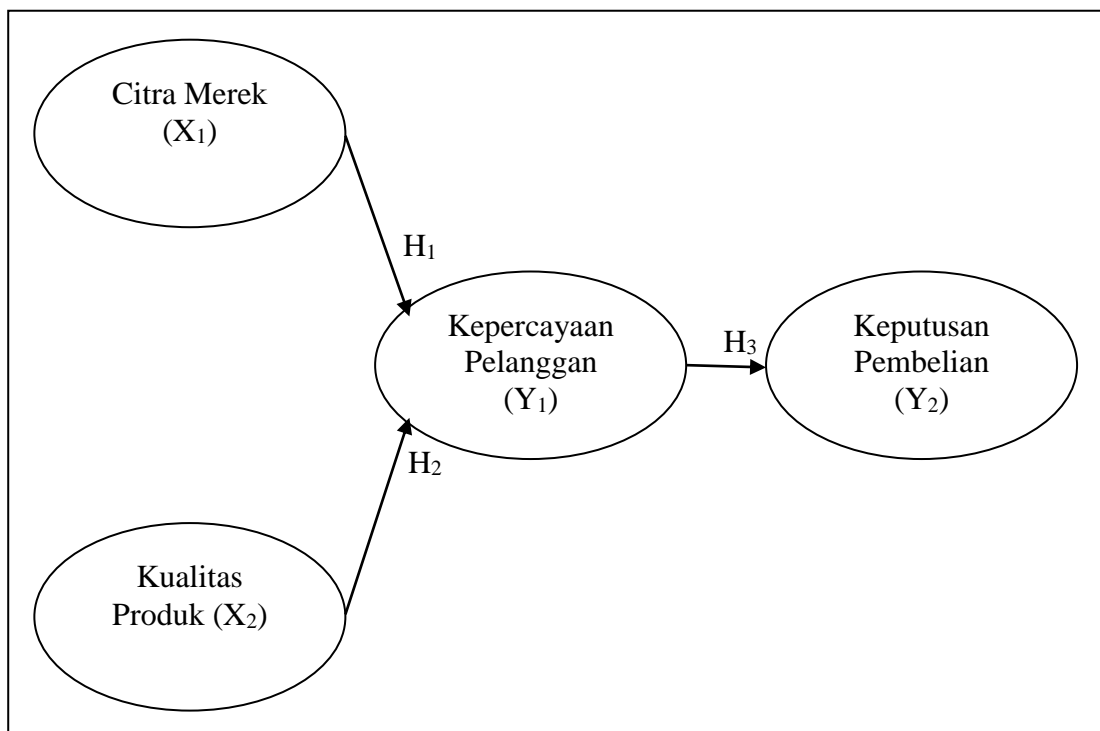 Citra Merek
(X₁)
H₁
Kepercayaan
Pelanggan
(Y₁)
H₃
Keputusan
Pembelian
(Y₂)
H₂
Kualitas
Produk (X₂)